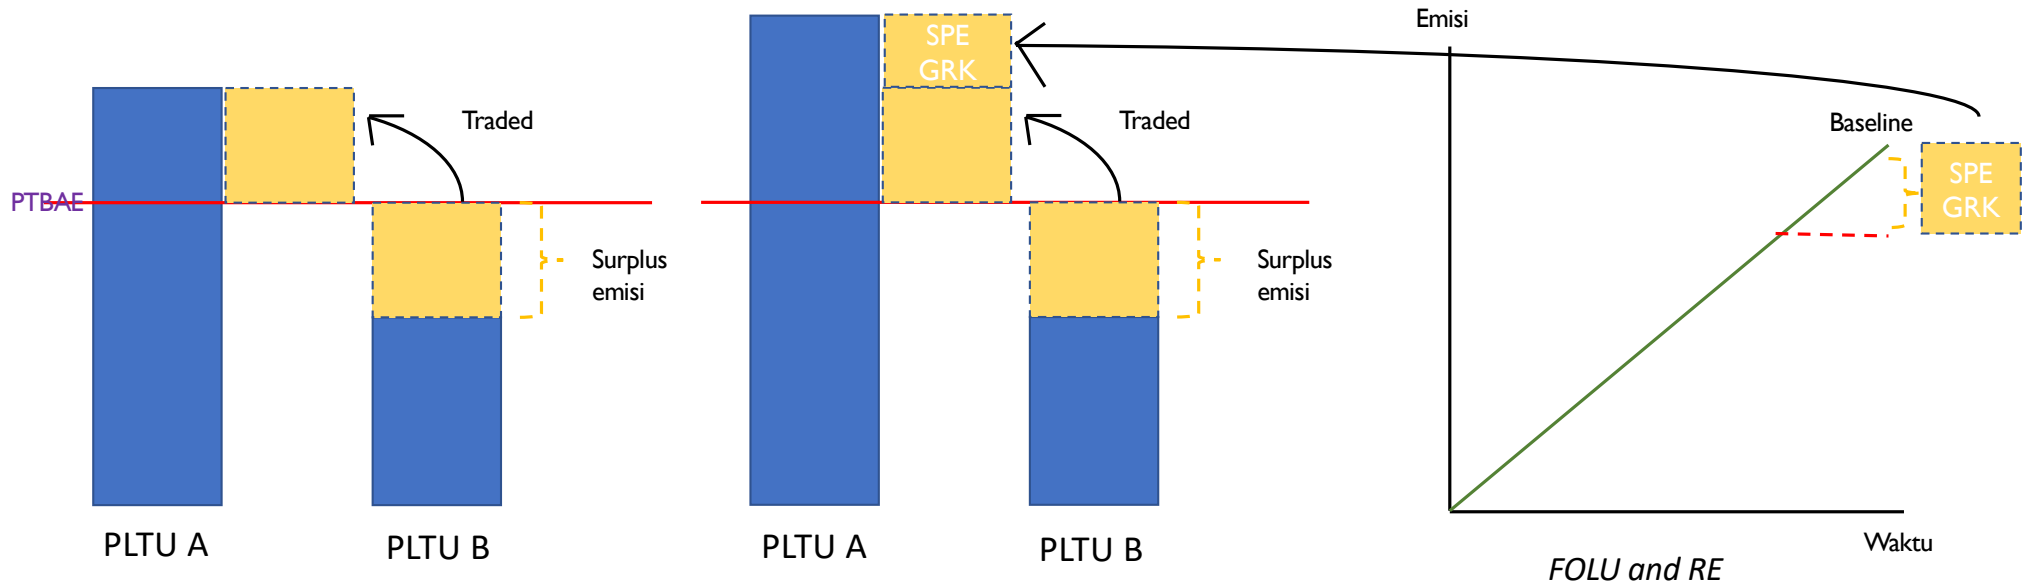 PTBAE
Traded
Surplus
emisi
PLTU A
PLTU B
SPE
GRK
Traded
Surplus
emisi
PLTU A
PLTU B
Emisi
Baseline
SPE
GRK
Waktu
FOLU and RE